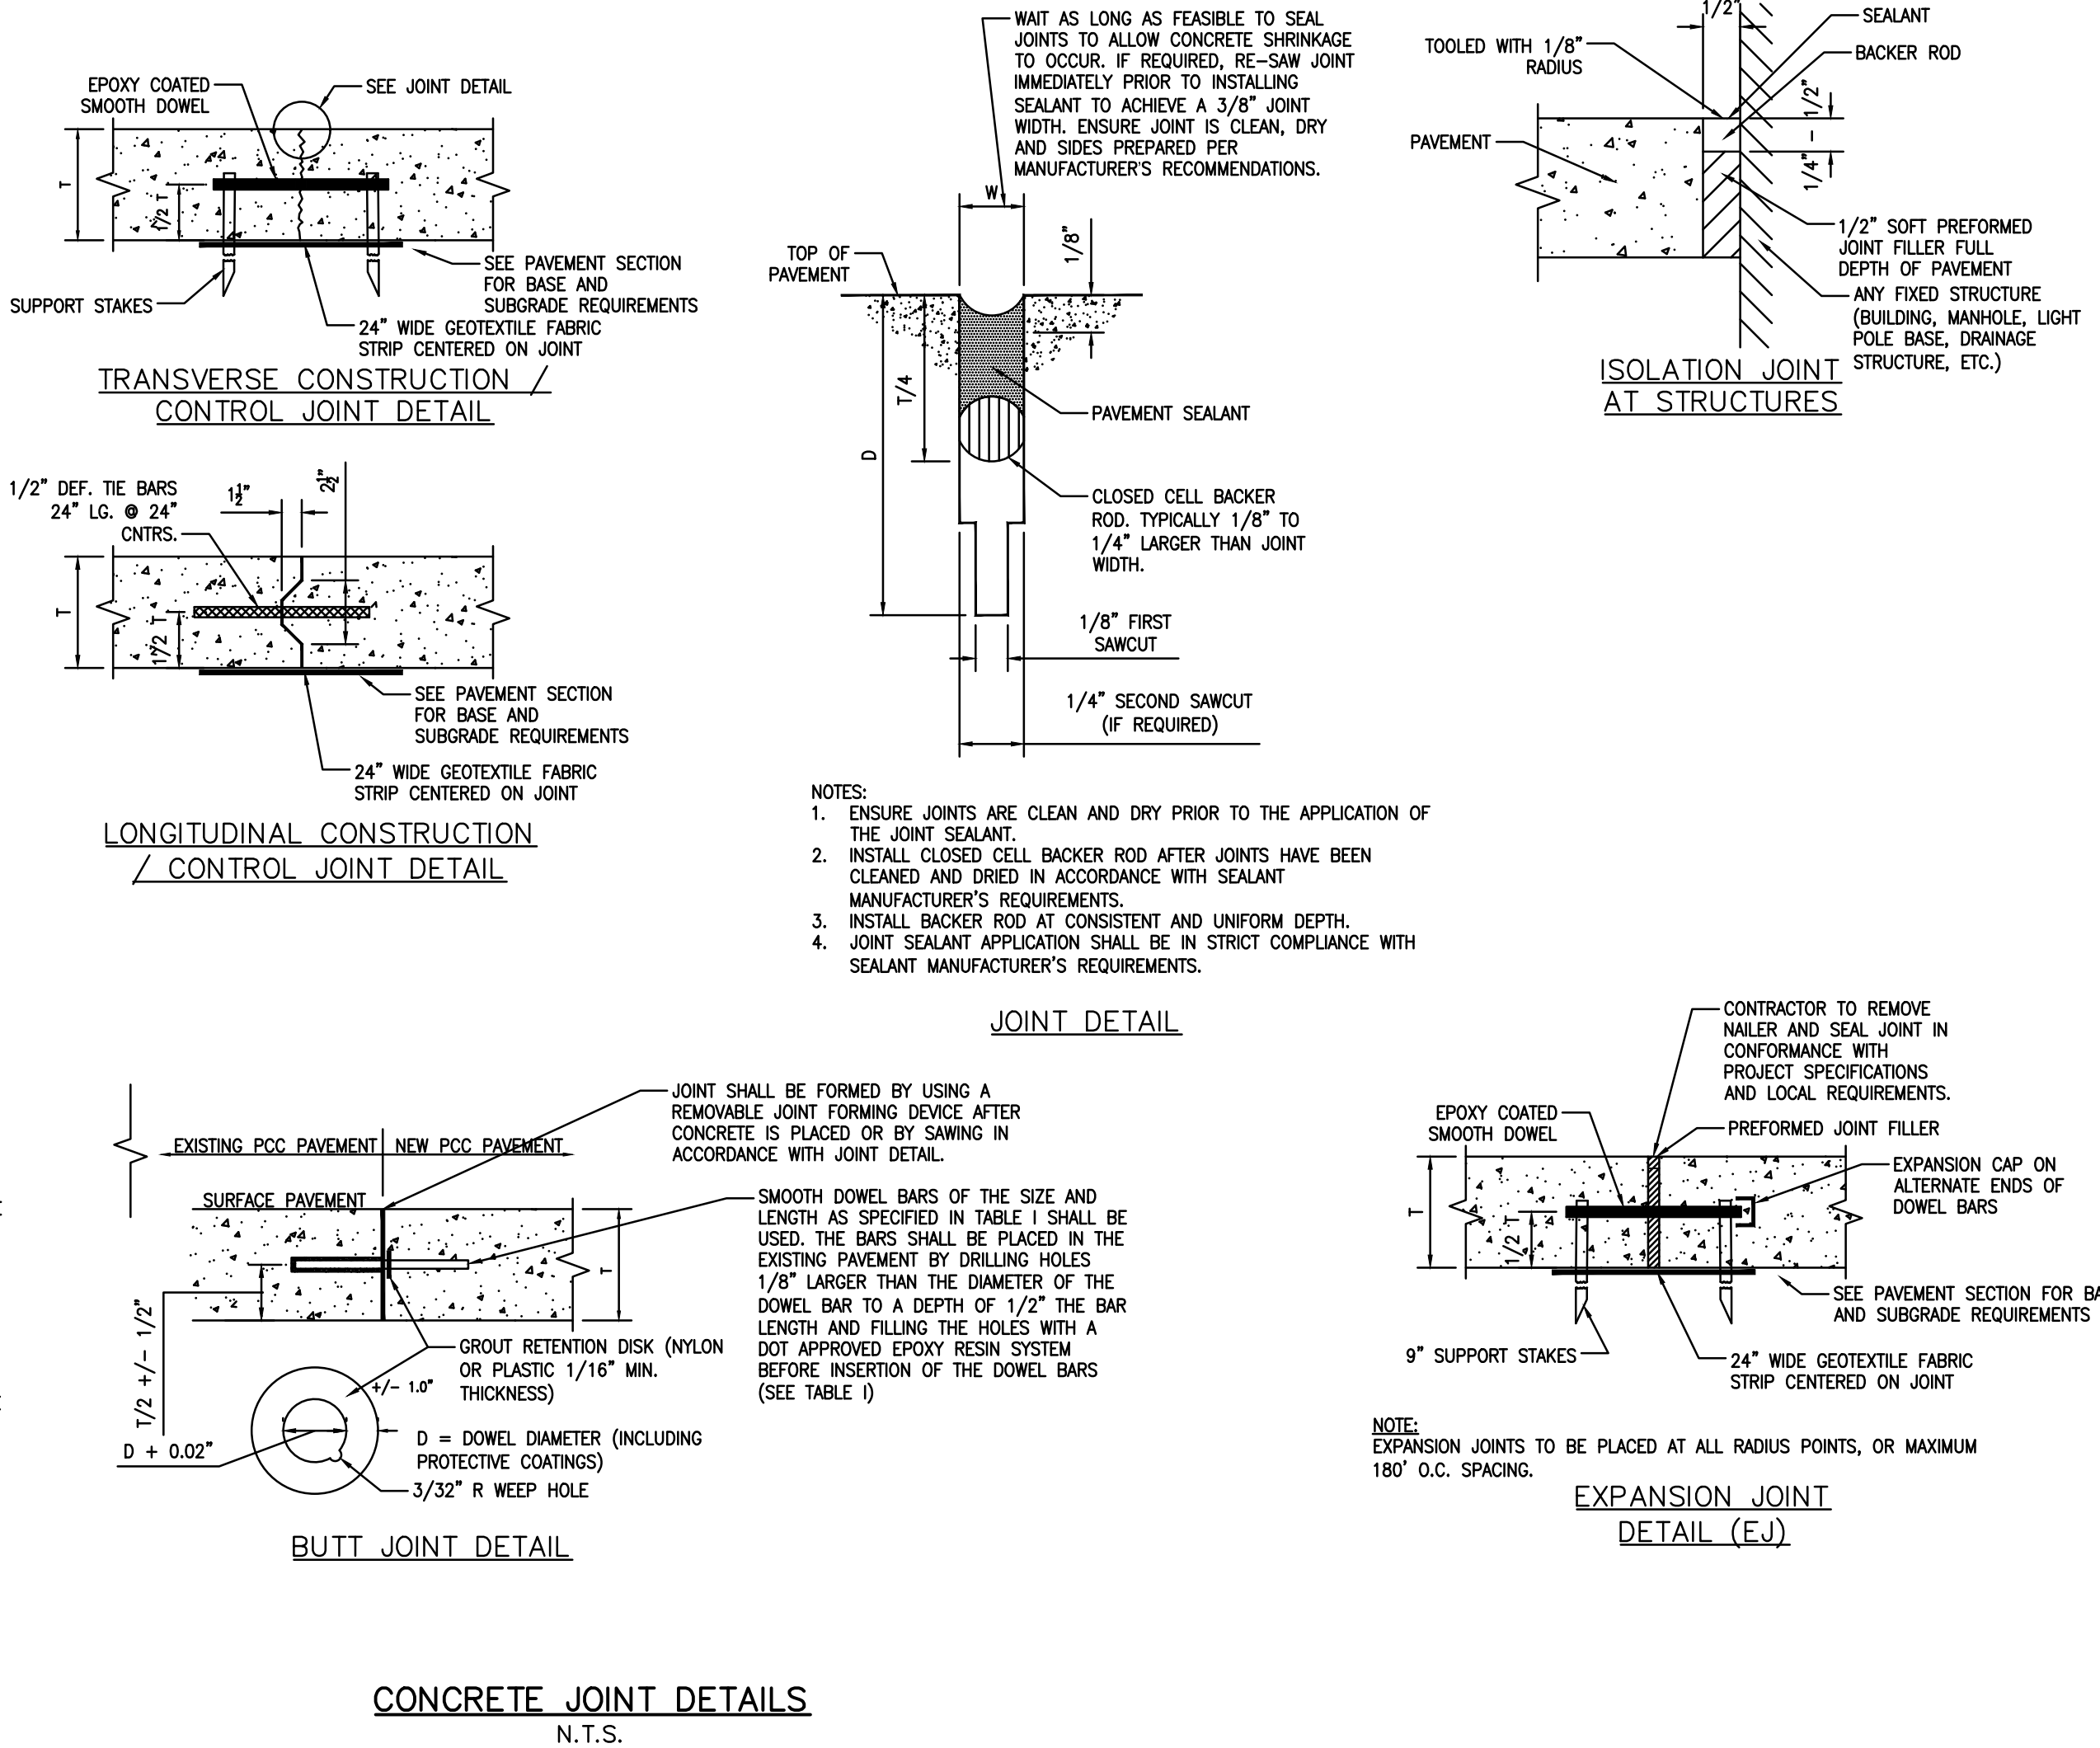 EPOXY COATED
SMOOTH DOWEL
SEE JOINT DETAIL
T
1/2 T
SUPPORT STAKES
SEE PAVEMENT SECTION
FOR BASE AND
SUBGRADE REQUIREMENTS
24" WIDE GEOTEXTILE FABRIC
STRIP CENTERED ON JOINT
TRANSVERSE CONSTRUCTION /
CONTROL JOINT DETAIL
1/2" DEF. TIE BARS
24" LG. @ 24"
CNTRS.
1½"
2½"
T
1/2 T
SEE PAVEMENT SECTION
FOR BASE AND
SUBGRADE REQUIREMENTS
24" WIDE GEOTEXTILE FABRIC
STRIP CENTERED ON JOINT
LONGITUDINAL CONSTRUCTION
/ CONTROL JOINT DETAIL
WAIT AS LONG AS FEASIBLE TO SEAL
JOINTS TO ALLOW CONCRETE SHRINKAGE
TO OCCUR. IF REQUIRED, RE-SAW JOINT
IMMEDIATELY PRIOR TO INSTALLING
SEALANT TO ACHIEVE A 3/8" JOINT
WIDTH. ENSURE JOINT IS CLEAN, DRY
AND SIDES PREPARED PER
MANUFACTURER'S RECOMMENDATIONS.
W
1/8"
TOP OF
PAVEMENT
T/4
D
PAVEMENT SEALANT
CLOSED CELL BACKER
ROD. TYPICALLY 1/8" TO
1/4" LARGER THAN JOINT
WIDTH.
1/8" FIRST
SAWCUT
1/4" SECOND SAWCUT
(IF REQUIRED)
NOTES:
1. ENSURE JOINTS ARE CLEAN AND DRY PRIOR TO THE APPLICATION OF
THE JOINT SEALANT.
2. INSTALL CLOSED CELL BACKER ROD AFTER JOINTS HAVE BEEN
CLEANED AND DRIED IN ACCORDANCE WITH SEALANT
MANUFACTURER'S REQUIREMENTS.
3. INSTALL BACKER ROD AT CONSISTENT AND UNIFORM DEPTH.
4. JOINT SEALANT APPLICATION SHALL BE IN STRICT COMPLIANCE WITH
SEALANT MANUFACTURER'S REQUIREMENTS.
JOINT DETAIL
1/2"
SEALANT
TOOLED WITH 1/8"
RADIUS
BACKER ROD
1/4" - 1/2"
PAVEMENT
1/2" SOFT PREFORMED
JOINT FILLER FULL
DEPTH OF PAVEMENT
ANY FIXED STRUCTURE
(BUILDING, MANHOLE, LIGHT
POLE BASE, DRAINAGE
STRUCTURE, ETC.)
ISOLATION JOINT
AT STRUCTURES
JOINT SHALL BE FORMED BY USING A
REMOVABLE JOINT FORMING DEVICE AFTER
CONCRETE IS PLACED OR BY SAWING IN
ACCORDANCE WITH JOINT DETAIL.
EXISTING PCC PAVEMENT
NEW PCC PAVEMENT
SURFACE PAVEMENT
SMOOTH DOWEL BARS OF THE SIZE AND
LENGTH AS SPECIFIED IN TABLE I SHALL BE
USED. THE BARS SHALL BE PLACED IN THE
EXISTING PAVEMENT BY DRILLING HOLES
1/8" LARGER THAN THE DIAMETER OF THE
DOWEL BAR TO A DEPTH OF 1/2" THE BAR
LENGTH AND FILLING THE HOLES WITH A
DOT APPROVED EPOXY RESIN SYSTEM
BEFORE INSERTION OF THE DOWEL BARS
(SEE TABLE I)
T
T/2 +/- 1/2"
GROUT RETENTION DISK (NYLON
OR PLASTIC 1/16" MIN.
THICKNESS)
+/- 1.0"
D = DOWEL DIAMETER (INCLUDING
PROTECTIVE COATINGS)
D + 0.02"
3/32" R WEEP HOLE
BUTT JOINT DETAIL
CONTRACTOR TO REMOVE
NAILER AND SEAL JOINT IN
CONFORMANCE WITH
PROJECT SPECIFICATIONS
AND LOCAL REQUIREMENTS.
EPOXY COATED
SMOOTH DOWEL
PREFORMED JOINT FILLER
EXPANSION CAP ON
ALTERNATE ENDS OF
DOWEL BARS
T
1/2 T
SEE PAVEMENT SECTION FOR BA
AND SUBGRADE REQUIREMENTS
9" SUPPORT STAKES
24" WIDE GEOTEXTILE FABRIC
STRIP CENTERED ON JOINT
NOTE:
EXPANSION JOINTS TO BE PLACED AT ALL RADIUS POINTS, OR MAXIMUM
180' O.C. SPACING.
EXPANSION JOINT
DETAIL (EJ)
CONCRETE JOINT DETAILS
N.T.S.